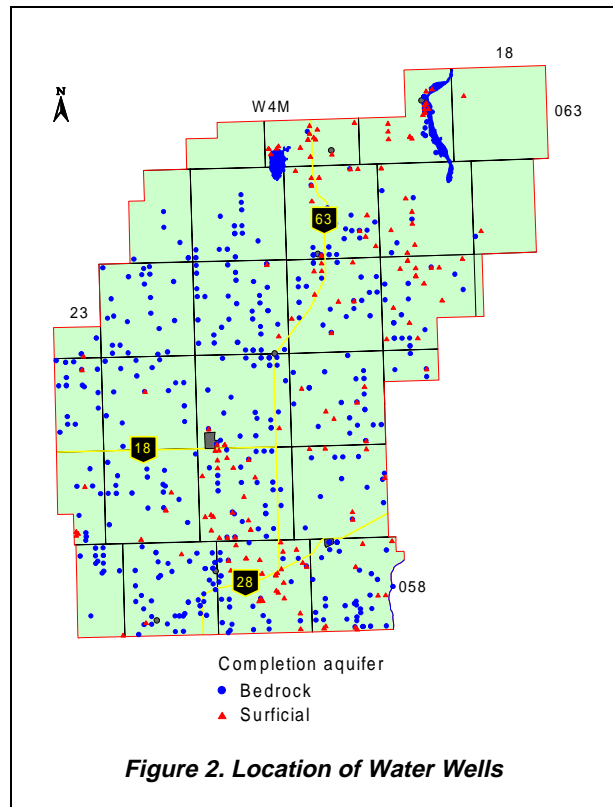 18
N
W4M
063
63
23
18
28
058
Completion aquifer
Bedrock
Surficial
Figure 2. Location of Water Wells